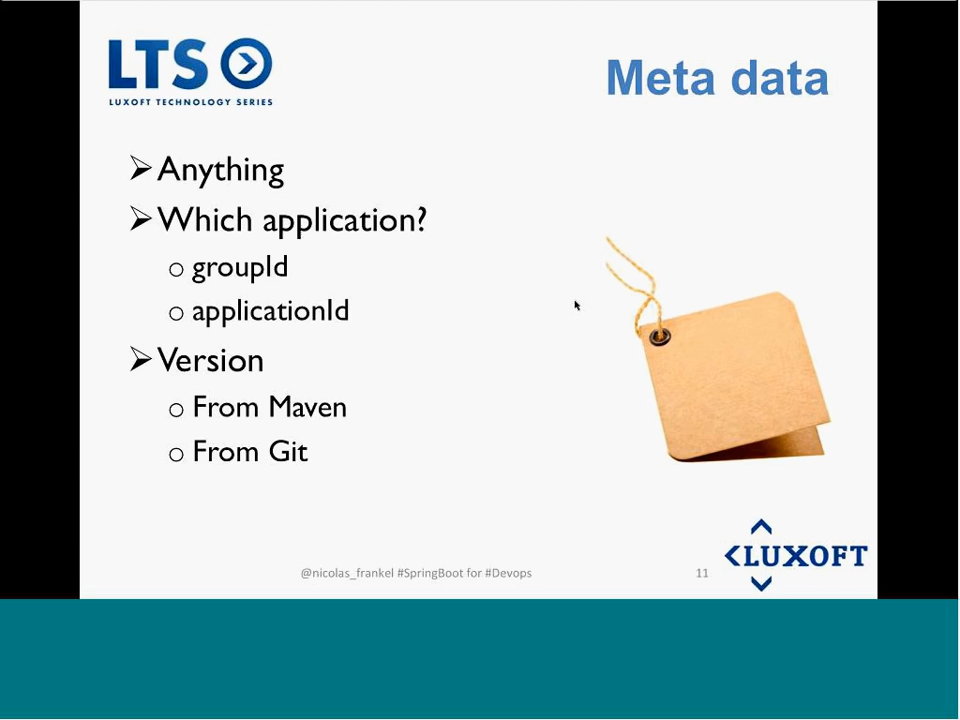 LTS
LUXOFT TECHNOLOGY SERIES
Meta data
➢Anything
➢Which application?
o groupId
o applicationId
➢Version
o From Maven
o From Git
@nicolas_frankel #SpringBoot for #Devops
11
LUXOFT